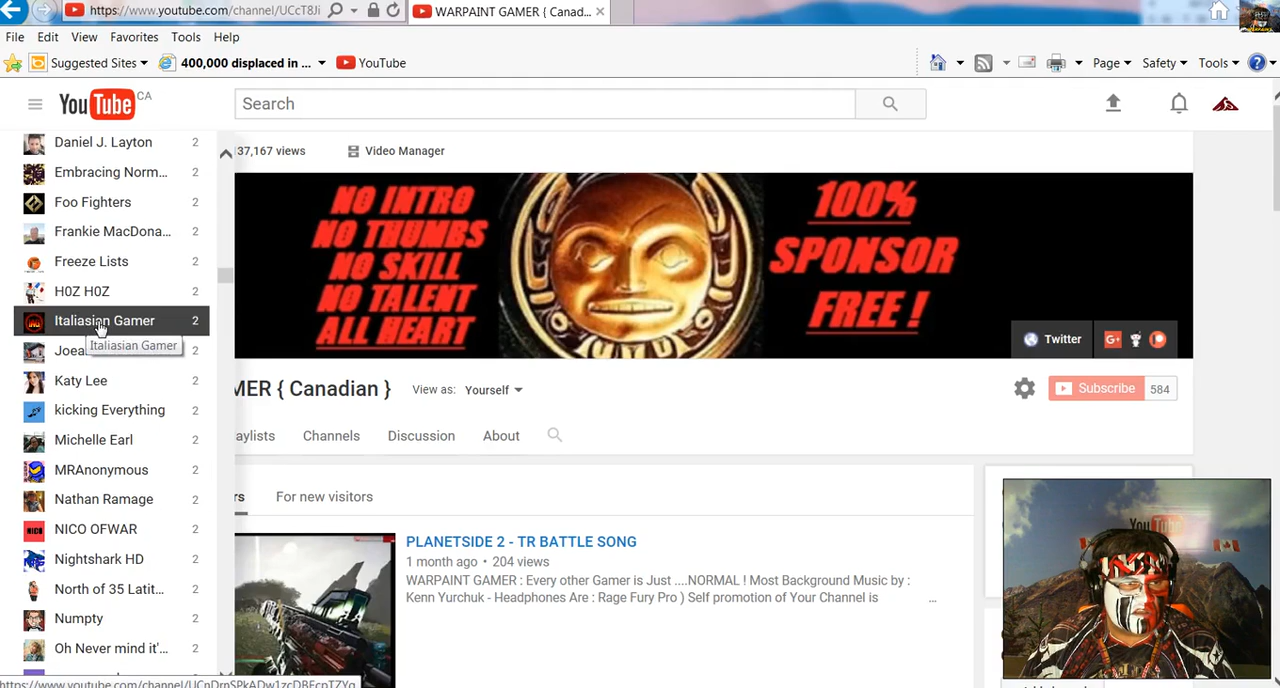 https://www.youtube.com/channel/UCcT8Ji
WARPAINT GAMER { Canad...
File Edit View Favorites Tools Help
Suggested Sites 400,000 displaced in ... YouTube
Page Safety Tools
YouTube CA
Search
Daniel J. Layton 2
Embracing Norm... 2
Foo Fighters 2
Frankie MacDona... 2
Freeze Lists 2
H0Z H0Z 2
Italiasian Gamer 2
Italiasian Gamer
Joea 2
Katy Lee 2
kicking Everything 2
Michelle Earl 2
MRAnonymous 2
Nathan Ramage 2
NICO OFWAR 2
Nightshark HD 2
North of 35 Latit... 2
Numpty 2
Oh Never mind it'... 2
37,167 views Video Manager
NO INTRO
NO THUMBS
NO SKILL
NO TALENT
ALL HEART
100%
SPONSOR
FREE !
Twitter
MER { Canadian } View as: Yourself
Subscribe 584
aylists Channels Discussion About
rs For new visitors
PLANETSIDE 2 - TR BATTLE SONG
1 month ago • 204 views
WARPAINT GAMER : Every other Gamer is Just ....NORMAL ! Most Background Music by :
Kenn Yurchuk - Headphones Are : Rage Fury Pro ) Self promotion of Your Channel is ...
You